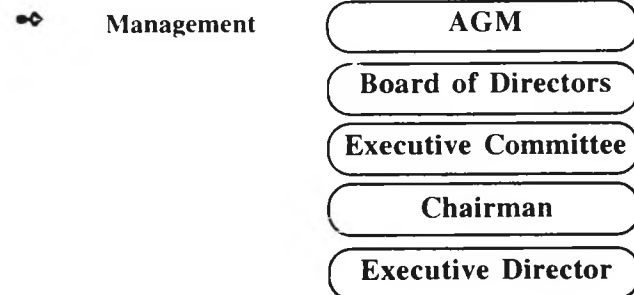 Management
AGM
Board of Directors
Executive Committee
Chairman
Executive Director